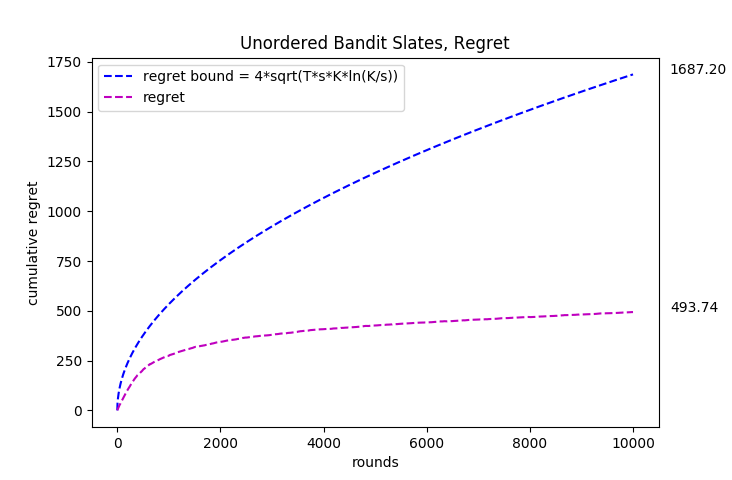 Unordered Bandit Slates, Regret
regret bound = 4*sqrt(T*s*K*ln(K/s))
regret
1687.20
493.74
cumulative regret
1750
1500
1250
1000
750
500
250
0
0 2000 4000 6000 8000 10000
rounds